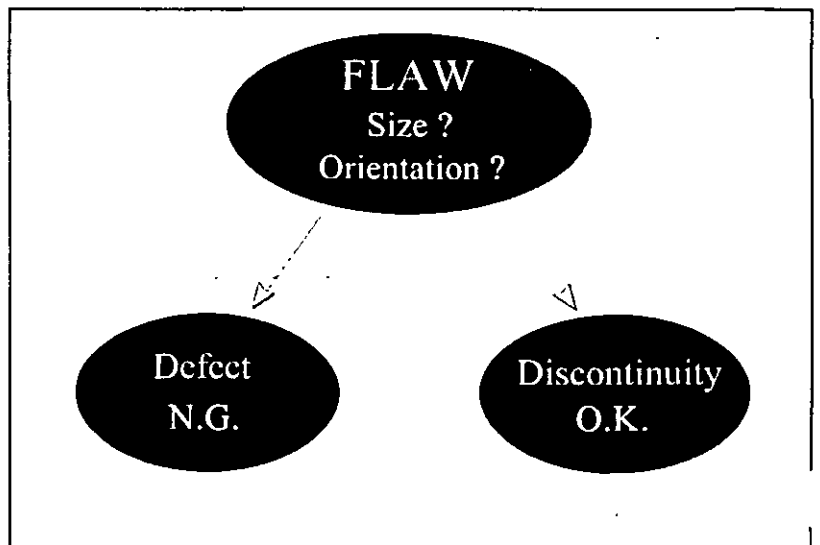 FLAW
Size ?
Orientation ?
Defect
N.G.
Discontinuity
O.K.